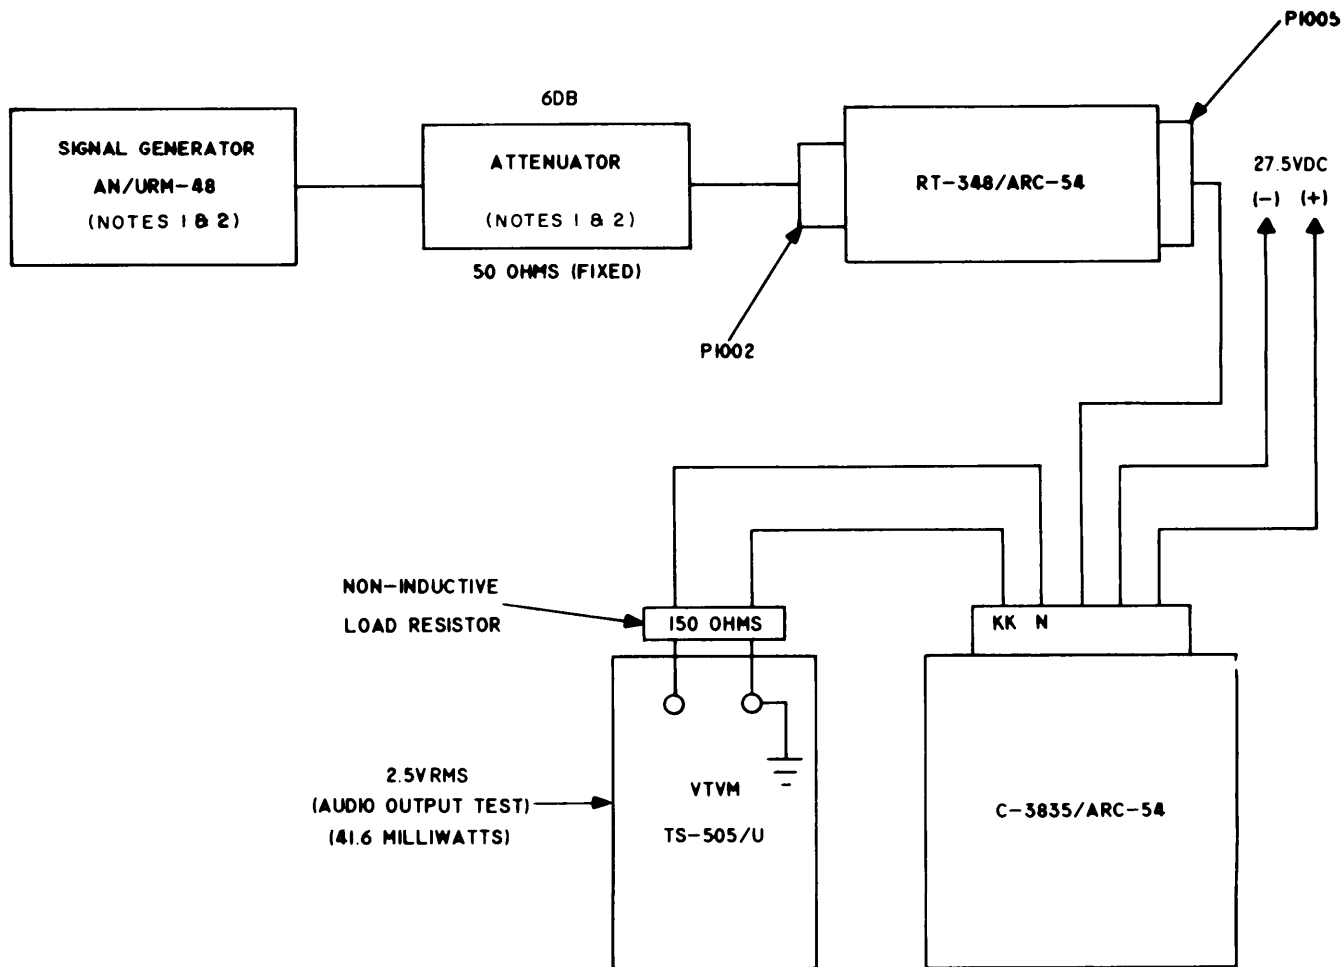 P1005
6DB
SIGNAL GENERATOR
AN/URM-48
(NOTES 1 & 2)
ATTENUATOR
(NOTES 1 & 2)
50 OHMS (FIXED)
RT-348/ARC-54
27.5VDC
(-) (+)
P1002
NON-INDUCTIVE
LOAD RESISTOR
150 OHMS
KK N
2.5V RMS
(AUDIO OUTPUT TEST)
(41.6 MILLIWATTS)
VTVM
TS-505/U
C-3835/ARC-54